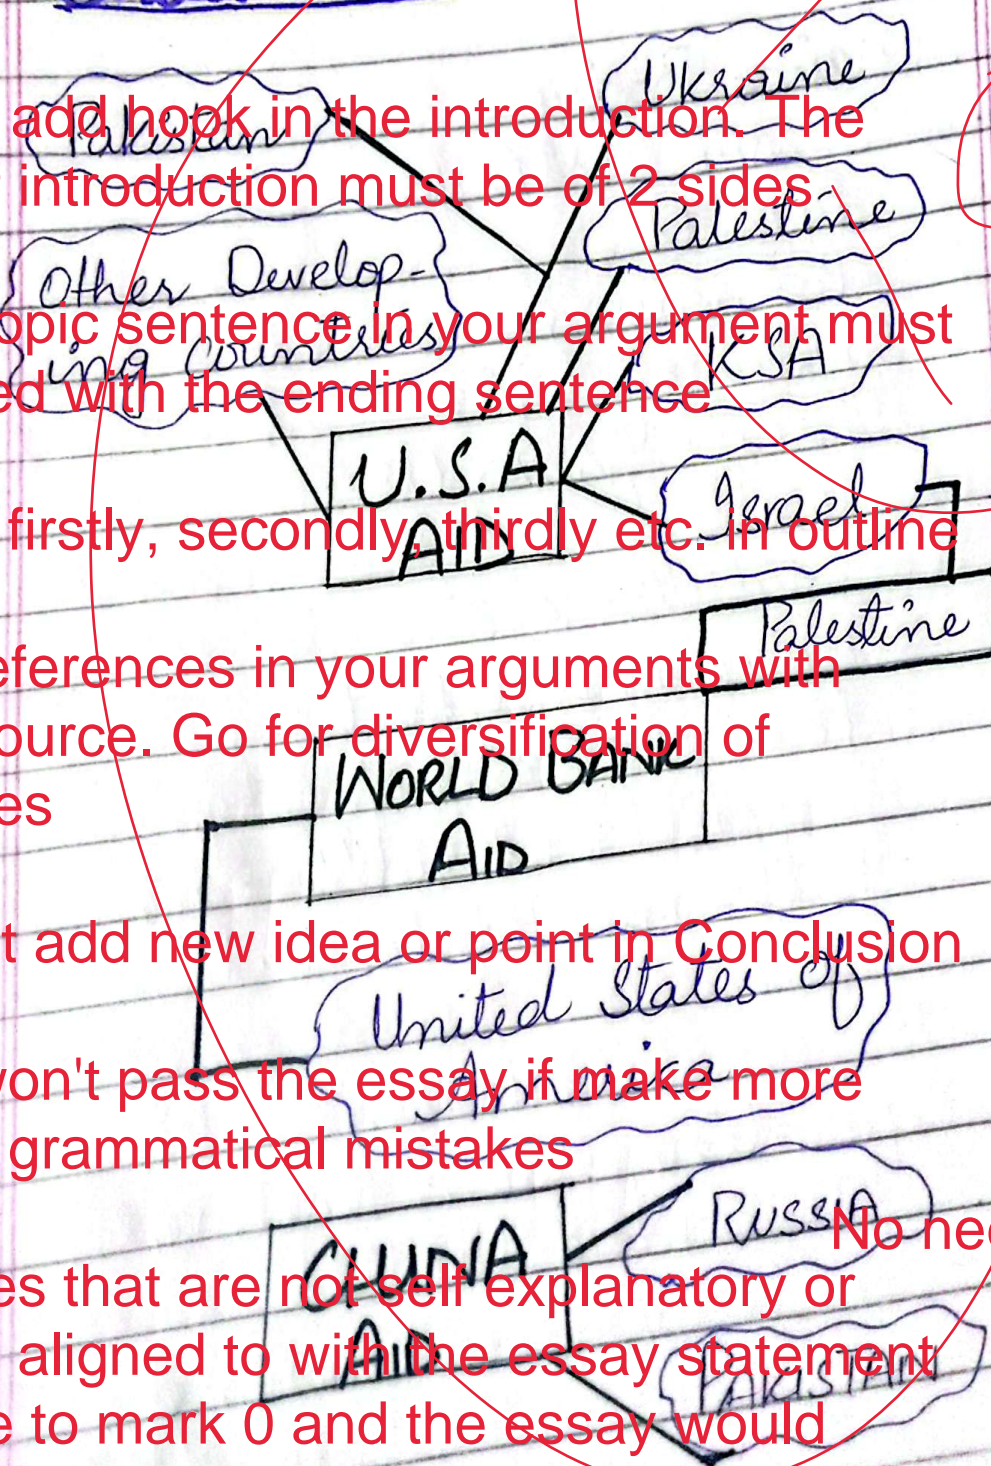 Ukraine
Pakistan
add hook in the introduction. The
introduction must be of 2 sides
Palestine
Other Develop-
ing Countries
opic sentence in your argument must
KSA
ed with the ending sentence
U.S.A
AID
Israel
firstly, secondly, thirdly etc. in outline
Palestine
eferences in your arguments with
ource. Go for diversification of
es
WORLD BANK
AID
t add new idea or point in Conclusion
United States of
America
won't pass the essay if make more
grammatical mistakes
RUSSIA
No nee
CHINA
AID
es that are not self explanatory or
aligned to with the essay statement
PAKISTAN
e to mark 0 and the essay would